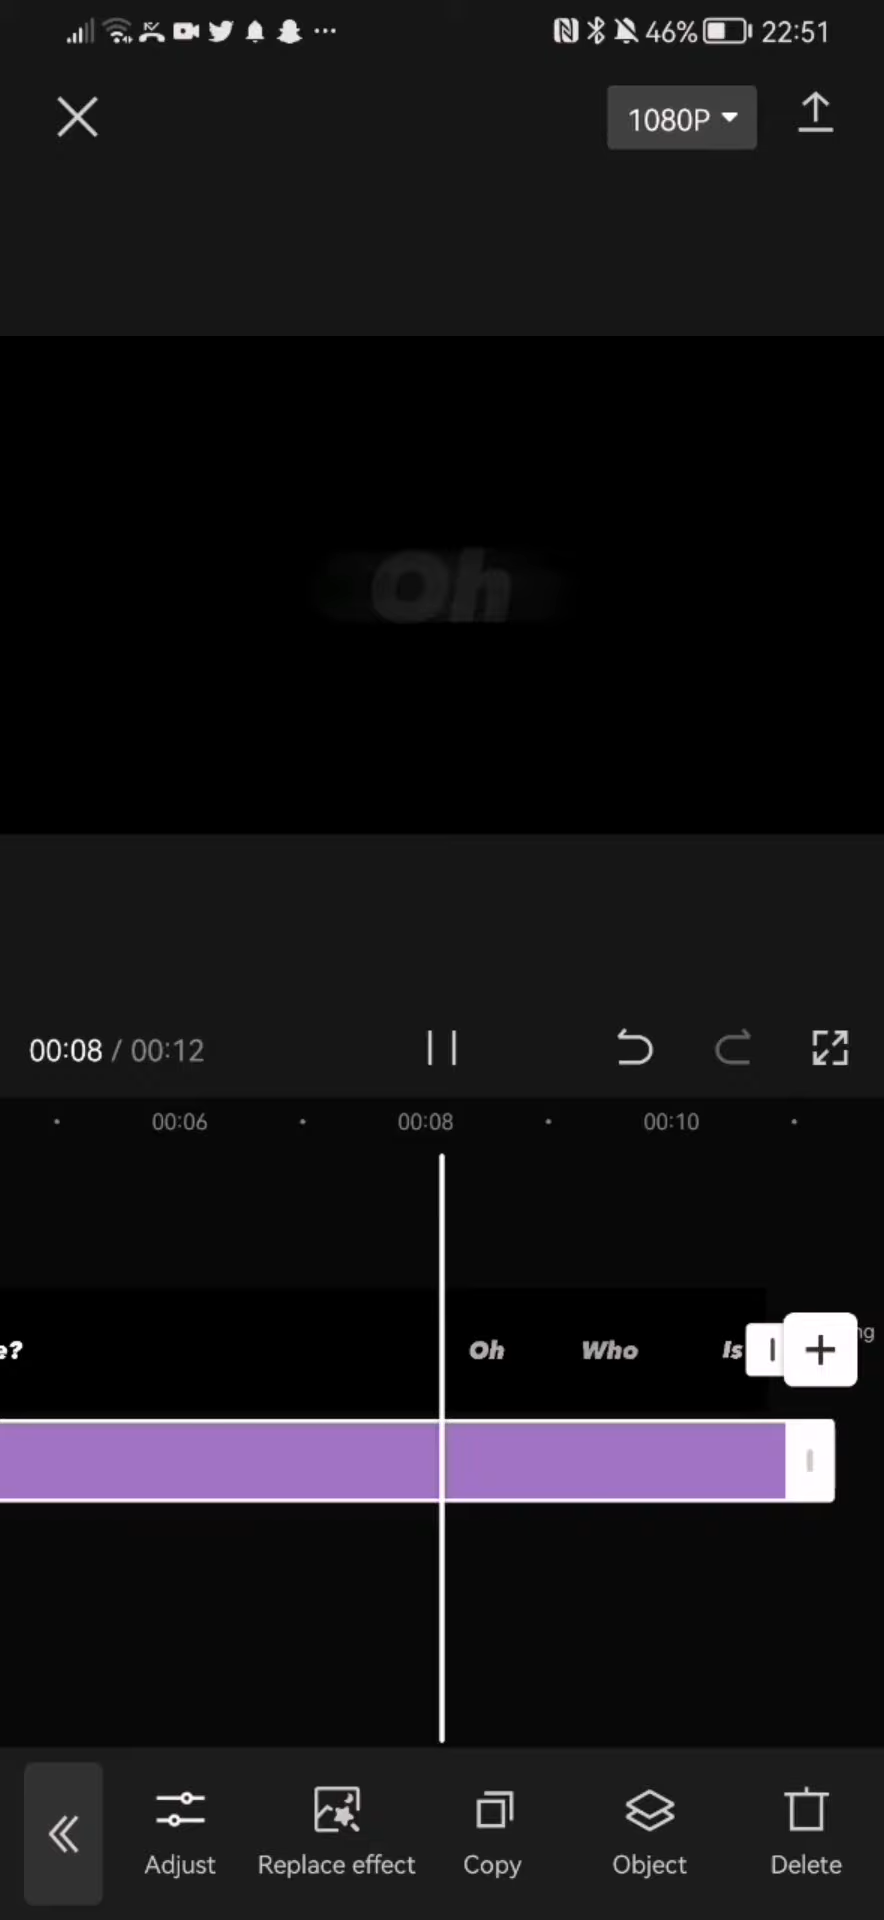 46% 22:51
1080P
Oh
00:08 / 00:12
00:06 00:08 00:10
e? Oh Who Is ng
Adjust Replace effect Copy Object Delete